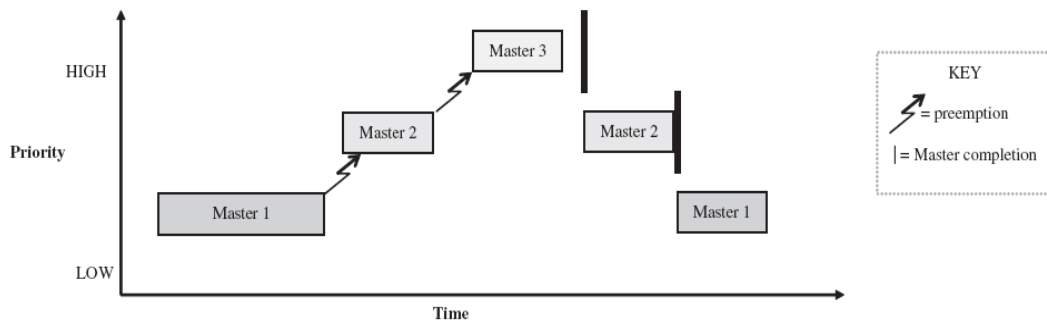 HIGH
Priority
LOW
Master 1
Master 2
Master 3
Master 2
Master 1
Time
KEY
= preemption
= Master completion